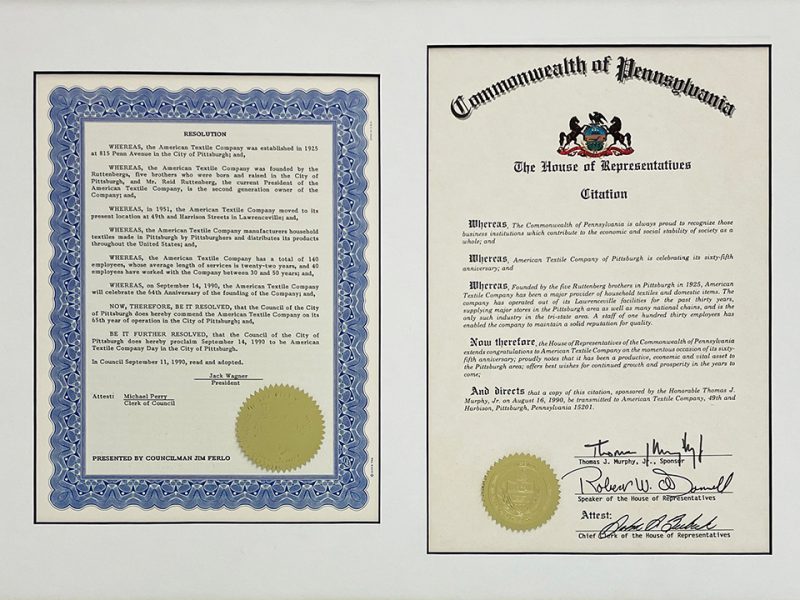 RESOLUTION
WHEREAS, the American Textile Company was established in 1925
at 815 Penn Avenue in the City of Pittsburgh; and,
WHEREAS, the American Textile Company was founded by the
Ruttenbergs, five brothers who were born and raised in the City of
Pittsburgh, and Mr. Reid Ruttenberg, the current President of the
American Textile Company, is the second generation owner of the
Company; and,
WHEREAS, in 1951, the American Textile Company moved to its
present location at 49th and Harrison Streets in Lawrenceville; and,
WHEREAS, the American Textile Company manufacturers household
textiles made in Pittsburgh by Pittsburghers and distributes its products
throughout the United States; and,
WHEREAS, the American Textile Company has a total of 140
employees, whose average length of services is twenty-two years, and 40
employees have worked with the Company between 30 and 50 years; and,
WHEREAS, on September 14, 1990, the American Textile Company
will celebrate the 64th Anniversary of the founding of the Company; and,
NOW, THEREFORE, BE IT RESOLVED, that the Council of the City
of Pittsburgh does hereby commend the American Textile Company on its
65th year of operation in the City of Pittsburgh; and,
BE IT FURTHER RESOLVED, that the Council of the City of
Pittsburgh does hereby proclaim September 14, 1990 to be American
Textile Company Day in the City of Pittsburgh.
In Council September 11, 1990, read and adopted.
Jack Wagner
President
Attest: Michael Perry
Clerk of Council
PRESENTED BY COUNCILMAN JIM FERLO
Commonwealth of Pennsylvania
The House of Representatives
Citation
Whereas, The Commonwealth of Pennsylvania is always proud to recognize those
business institutions which contribute to the economic and social stability of society as a
whole; and
Whereas, American Textile Company of Pittsburgh is celebrating its sixty-fifth
anniversary; and
Whereas, Founded by the five Ruttenberg brothers in Pittsburgh in 1925, American
Textile Company has been a major provider of household textiles and domestic items. The
company has operated out of its Lawrenceville facilities for the past thirty years,
supplying major stores in the Pittsburgh area as well as many national chains, and is the
only such industry in the tri-state area. A staff of one hundred thirty employees has
enabled the company to maintain a solid reputation for quality.
Now therefore, the House of Representatives of the Commonwealth of Pennsylvania
extends congratulations to American Textile Company on the momentous occasion of its sixty-
fifth anniversary; proudly notes that it has been a productive, economic and vital asset to
the Pittsburgh area; offers best wishes for continued growth and prosperity in the years to
come;
And directs that a copy of this citation, sponsored by the Honorable Thomas J.
Murphy, Jr. on August 16, 1990, be transmitted to American Textile Company, 49th and
Harbison, Pittsburgh, Pennsylvania 15201.
Thomas J. Murphy, Jr., Sponsor
Robert W. O'Donnell
Speaker of the House of Representatives
Attest:
Chief Clerk of the House of Representatives